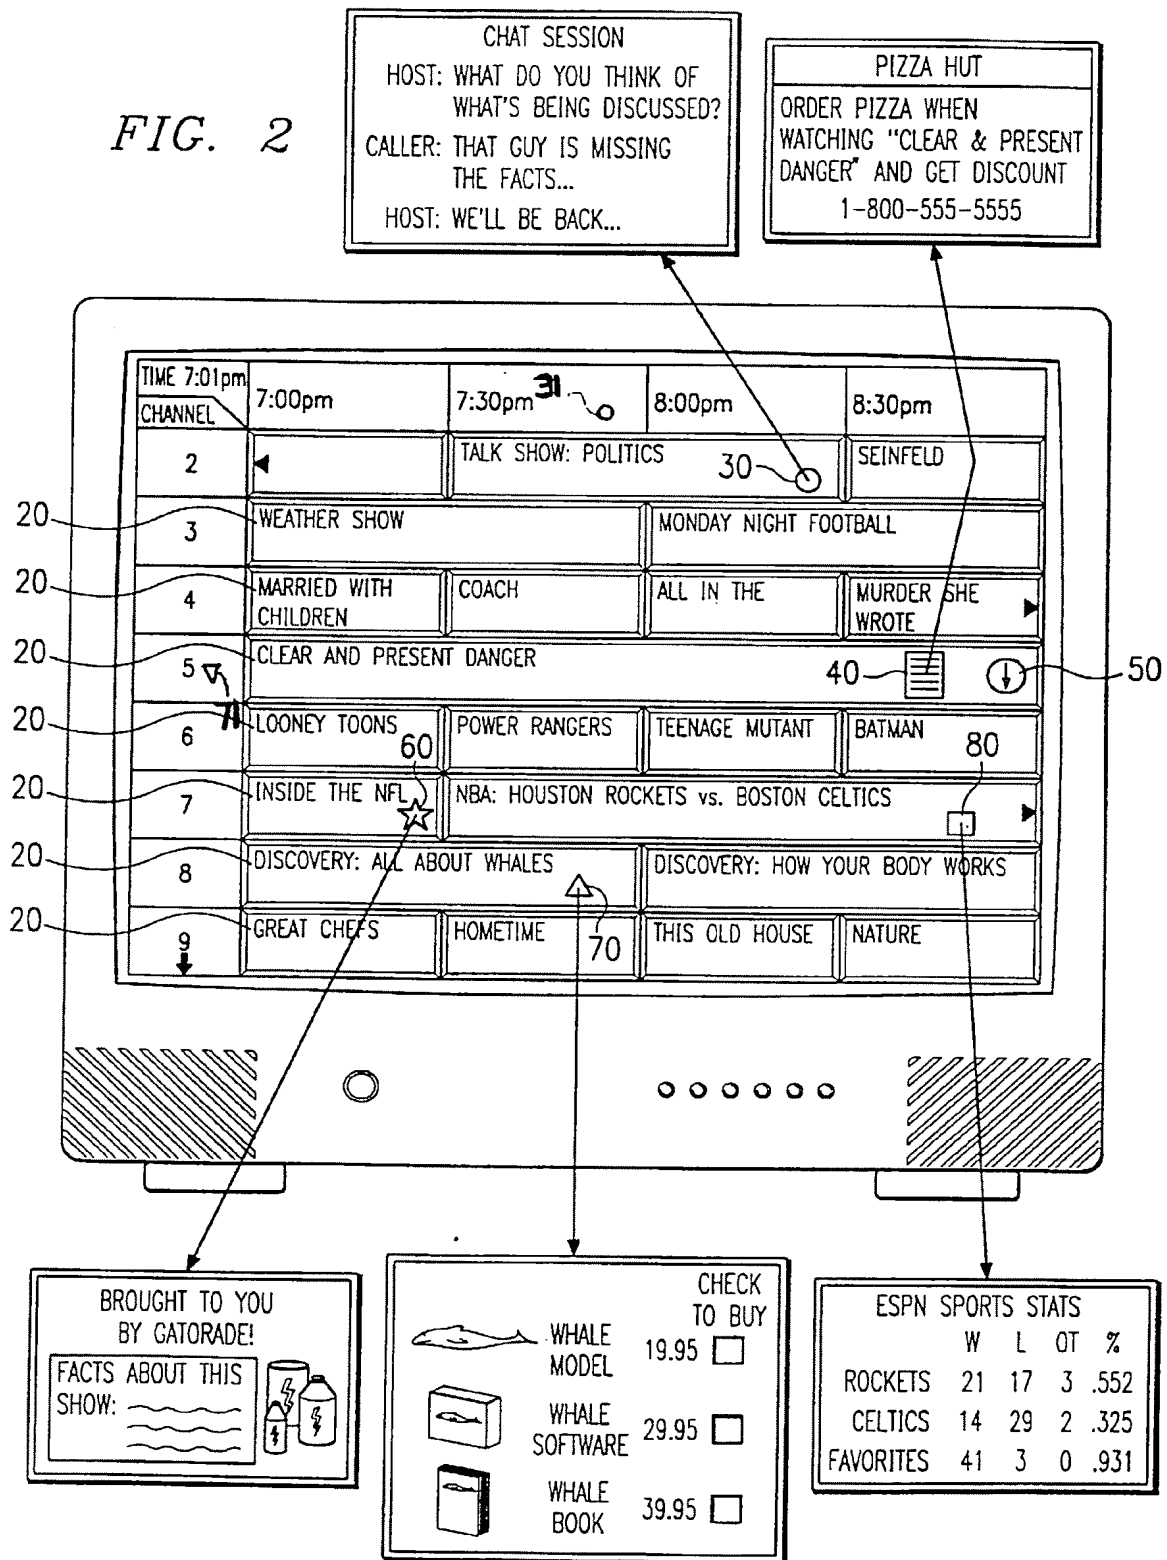 FIG. 2
CHAT SESSION
HOST: WHAT DO YOU THINK OF
WHAT'S BEING DISCUSSED?
CALLER: THAT GUY IS MISSING
THE FACTS...
HOST: WE'LL BE BACK...
PIZZA HUT
ORDER PIZZA WHEN
WATCHING "CLEAR & PRESENT
DANGER" AND GET DISCOUNT
1-800-555-5555
TIME 7:01pm
CHANNEL
7:00pm
7:30pm
31
8:00pm
8:30pm
2
TALK SHOW: POLITICS
30
SEINFELD
20
3
WEATHER SHOW
MONDAY NIGHT FOOTBALL
20
4
MARRIED WITH
CHILDREN
COACH
ALL IN THE
MURDER SHE
WROTE
20
5
71
CLEAR AND PRESENT DANGER
40
50
20
6
LOONEY TOONS
POWER RANGERS
TEENAGE MUTANT
BATMAN
60
80
20
7
INSIDE THE NFL
NBA: HOUSTON ROCKETS vs. BOSTON CELTICS
20
8
DISCOVERY: ALL ABOUT WHALES
70
DISCOVERY: HOW YOUR BODY WORKS
20
9
GREAT CHEFS
HOMETIME
THIS OLD HOUSE
NATURE
BROUGHT TO YOU
BY GATORADE!
FACTS ABOUT THIS
SHOW:
CHECK
TO BUY
WHALE
MODEL
19.95
WHALE
SOFTWARE
29.95
WHALE
BOOK
39.95
ESPN SPORTS STATS
W L OT %
ROCKETS 21 17 3 .552
CELTICS 14 29 2 .325
FAVORITES 41 3 0 .931